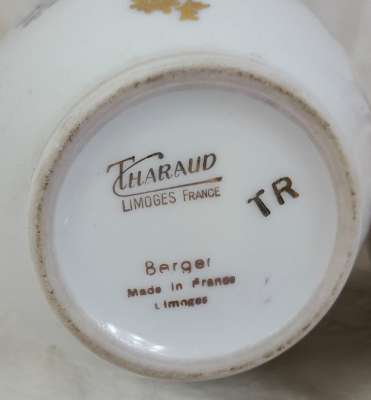 THARAUD
LIMOGES FRANCE
TR
Berger
Made in France
Limoges